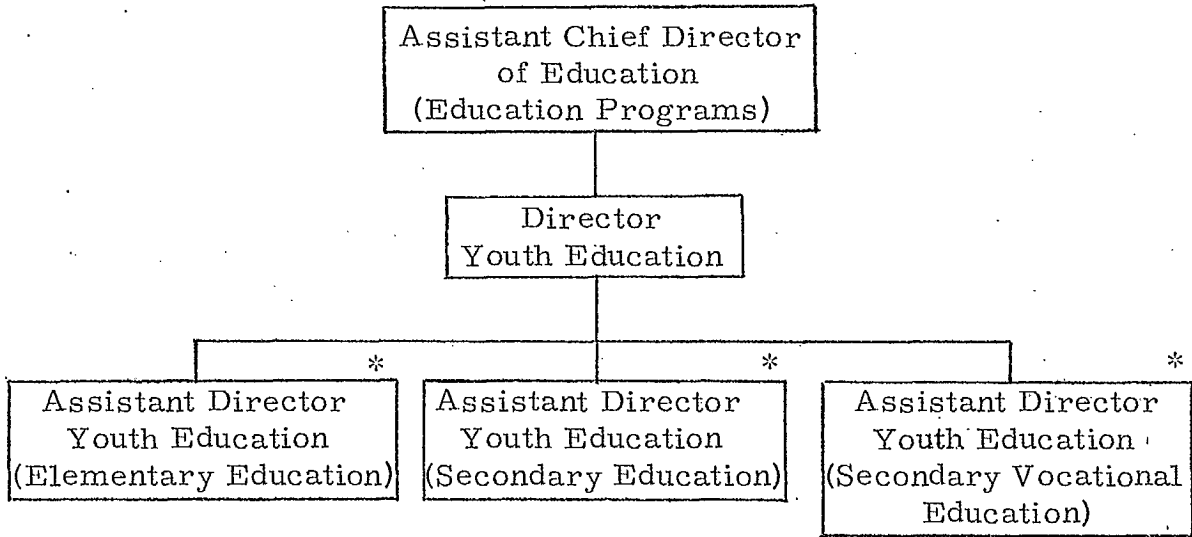 Assistant Chief Director
of Education
(Education Programs)
Director
Youth Education
*
Assistant Director
Youth Education
(Elementary Education)
*
Assistant Director
Youth Education
(Secondary Education)
*
Assistant Director
Youth Education
(Secondary Vocational
Education)